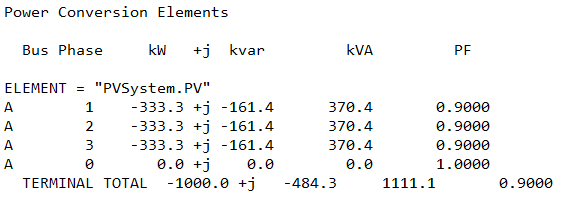 Power Conversion Elements
Bus Phase kW +j kvar kVA PF
ELEMENT = "PVSystem.PV"
A 1 -333.3 +j -161.4 370.4 0.9000
A 2 -333.3 +j -161.4 370.4 0.9000
A 3 -333.3 +j -161.4 370.4 0.9000
A 0 0.0 +j 0.0 0.0 1.0000
TERMINAL TOTAL -1000.0 +j -484.3 1111.1 0.9000